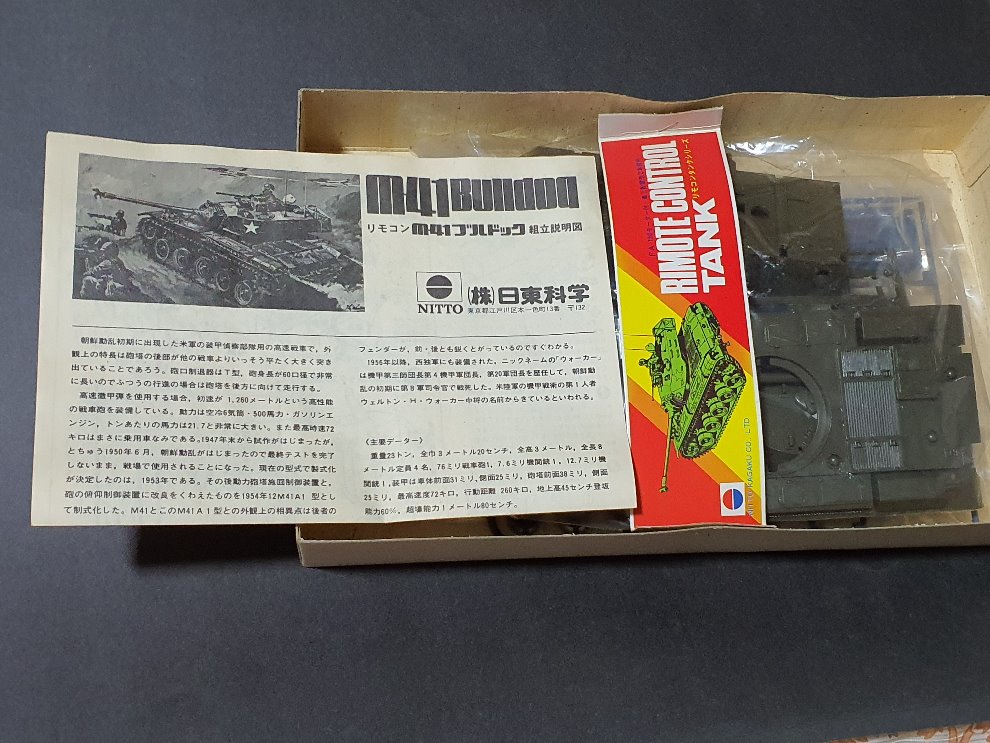 M-41 Bulldog
リモコン M-41ブルドック 組立説明図
NITTO
(株)日東科学
東京都江戸川区本一色町13番 〒132
朝鮮動乱初期に出現した米軍の装甲偵察部隊用の高速戦車で、外
観上の特長は砲塔の後部が他の戦車よりいっそう平たく大きく突き
出ていることであろう。砲口制退器はT型、砲身長が60口径で非常
に長いのでふつうの行進の場合は砲塔を後方に向けて走行する。
高速徹甲弾を使用する場合、初速が1,260メートルという高性能
の戦車砲を装備している。動力は空冷6気筒・500馬力・ガソリンエ
ンジン、トンあたりの馬力は21.7と非常に大きい。また最高時速72
キロはまさに乗用車なみである。1947年末から試作がはじまったが、
とちゅう1950年6月、朝鮮動乱がはじまったので最終テストを完了
しないまま。戦場で使用されることになった。現在の型式で製式化
が決定したのは、1953年である。その後動力砲塔施回制御装置と、
砲の俯仰制御装置に改良をくわえたものを1954年12M41A1型とし
て制式化した。M41とこのM41A1型との外観上の相異点は後者の
フェンダーが、前・後とも鋭くとがっているのですぐわかる。
1956年以降、西独軍にも装備された。ニックネームの「ウォーカー」
は機甲第三師団長第4機甲軍団長、第20軍団長を歴任して、朝鮮動
乱の初期に第8軍司令官で戦死した。米陸軍の機甲戦術の第1人者
ウェルトン・H・ウォーカー中将の名前からきているといわれる。
〈主要データー〉
重量23トン、全巾3メートル20センチ、全高3メートル、全長8
メートル定員4名、76ミリ戦車砲1、7.6ミリ機関銃1、12.7ミリ機
関銃1、装甲は車体前面31ミリ、側面25ミリ、砲塔前面38ミリ、側面
25ミリ、最高速度72キロ、行動距離 260キロ、地上高45センチ登坂
能力60%、超壕能力1メートル80センチ。
RIMOTE CONTROL
TANK
リモコンタンクシリーズ
NITTO KAGAKU CO., LTD